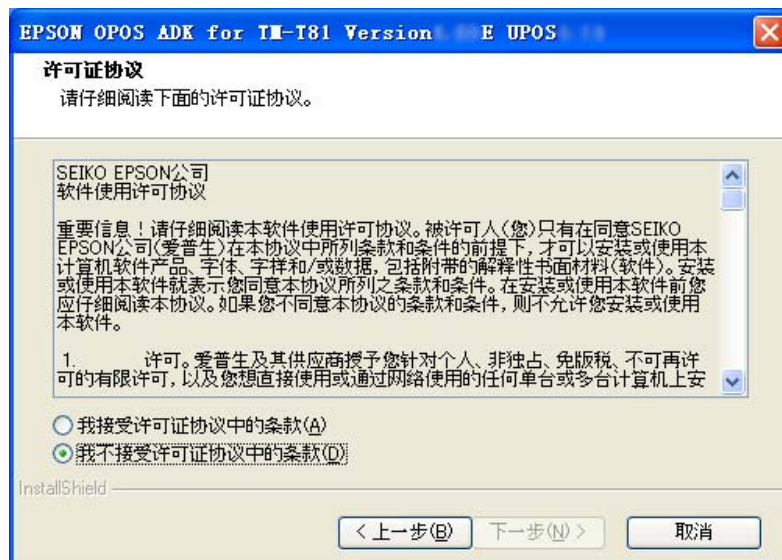 EPSON OPOS ADK for TM-T81 Version E UPOS
许可证协议
请仔细阅读下面的许可证协议。
SEIKO EPSON公司
软件使用许可协议
重要信息！请仔细阅读本软件使用许可协议。被许可人(您)只有在同意SEIKO
EPSON公司(爱普生)在本协议中所列条款和条件的前提下，才可以安装或使用本
计算机软件产品、字体、字样和/或数据，包括附带的解释性书面材料(软件)。安装
或使用本软件就表示您同意本协议所列之条款和条件。在安装或使用本软件前您
应仔细阅读本协议。如果您不同意本协议的条款和条件，则不允许您安装或使用
本软件。
1. 许可。爱普生及其供应商授予您针对个人、非独占、免版税、不可再许
可的有限许可，以及您想直接使用或通过网络使用的任何单台或多台计算机上安
我接受许可证协议中的条款(A)
我不接受许可证协议中的条款(D)
InstallShield
< 上一步(B) 下一步(N) > 取消